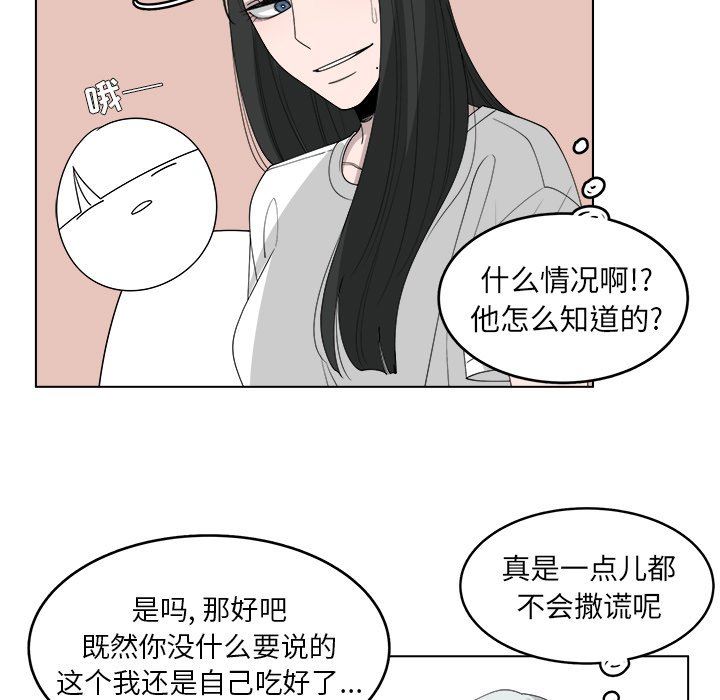 哦一
什么情况啊!?
他怎么知道的?
真是一点儿都
不会撒谎呢
是吗, 那好吧
既然你没什么要说的
这个我还是自己吃好了...